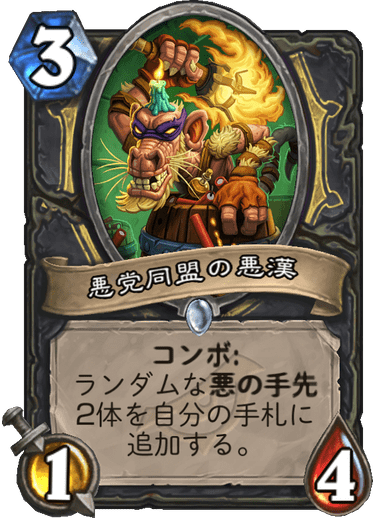 3
悪党同盟の悪漢
コンボ:
ランダムな悪の手先
2体を自分の手札に
追加する。
1
4